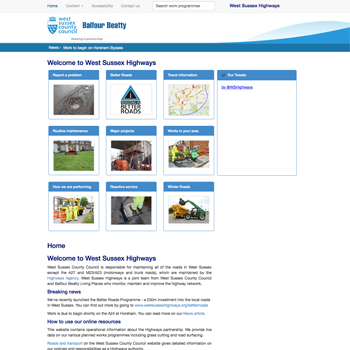 Home Content Accessibility Contact us Search work programmes West Sussex Highways
west
sussex
county
council
Balfour Beatty
Working in partnership
News: Work to begin on Horsham Bypass
Welcome to West Sussex Highways
Report a problem Better Roads Travel information Our Tweets
by @WSHighways
BETTER
ROADS
Routine maintenance Major projects Works in your area
How we are performing Reactive service Winter Roads
Home
Welcome to West Sussex Highways
West Sussex County Council is responsible for maintaining all of the roads in West Sussex
except the A27 and M23/A23 (motorways and trunk roads), which are maintained by the
Highways Agency. West Sussex Highways is a joint team from West Sussex County Council
and Balfour Beatty Living Places who monitor, maintain and improve the highway network.
Breaking news
We've recently launched the Better Roads Programme - a £30m investment into the local roads
in West Sussex. You can find out more by going to www.westsussexhighways.org/betterroads
Work is due to begin shortly on the A24 at Horsham. You can read more on our News article.
How to use our online resources
This website contains operational information about the Highways partnership. We provide live
data on our various planned works programmes including grass cutting and road surfacing.
Roads and transport on the West Sussex County Council website gives detailed information on
our policies and responsibilities as a Highways authority.